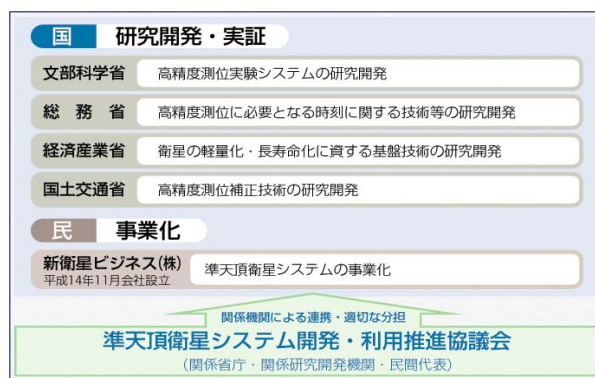 国 研究開発・実証
文部科学省 高精度測位実験システムの研究開発
総務省 高精度測位に必要となる時刻に関する技術等の研究開発
経済産業省 衛星の軽量化・長寿命化に資する基盤技術の研究開発
国土交通省 高精度測位補正技術の研究開発
民 事業化
新衛星ビジネス(株) 準天頂衛星システムの事業化
平成14年11月会社設立
関係機関による連携・適切な分担
準天頂衛星システム開発・利用推進協議会
(関係省庁・関係研究開発機関・民間代表)